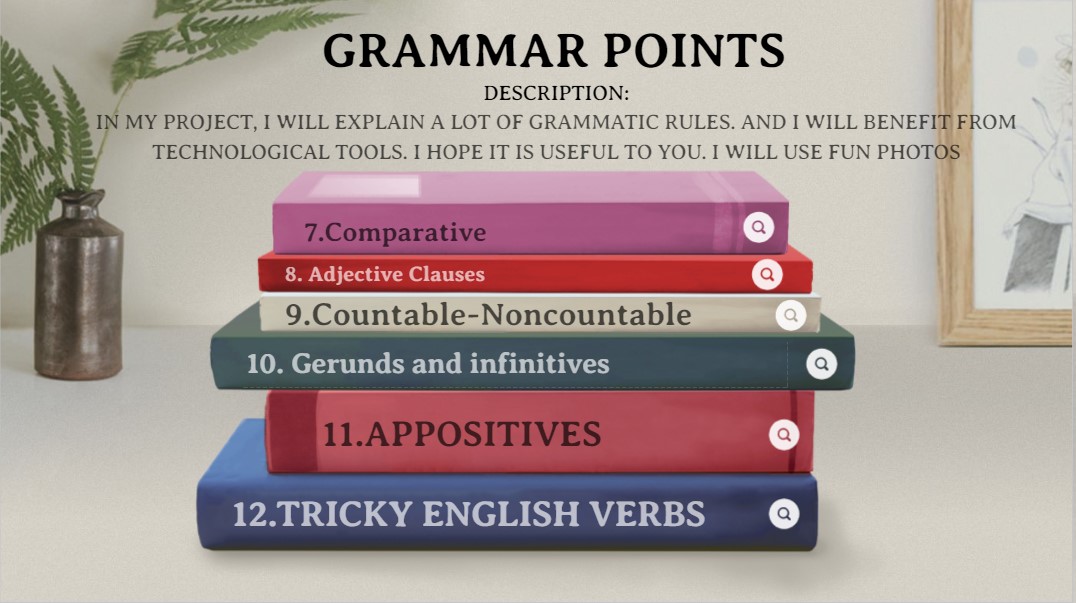 GRAMMAR POINTS
DESCRIPTION:
IN MY PROJECT, I WILL EXPLAIN A LOT OF GRAMMATIC RULES. AND I WILL BENEFIT FROM
TECHNOLOGICAL TOOLS. I HOPE IT IS USEFUL TO YOU. I WILL USE FUN PHOTOS
7.Comparative
8. Adjective Clauses
9.Countable-Noncountable
10. Gerunds and infinitives
11.APPOSITIVES
12.TRICKY ENGLISH VERBS